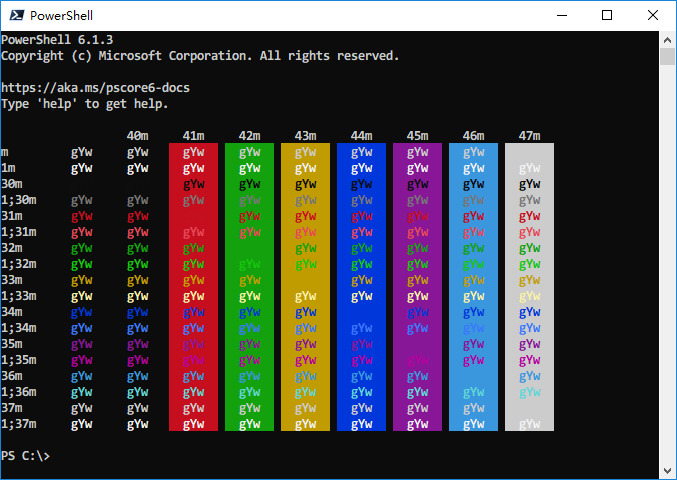 PowerShell
PowerShell 6.1.3
Copyright (c) Microsoft Corporation. All rights reserved.
https://aka.ms/pscore6-docs
Type 'help' to get help.
40m 41m 42m 43m 44m 45m 46m 47m
m gYw gYw gYw gYw gYw gYw gYw gYw
1m gYw gYw gYw gYw gYw gYw gYw gYw gYw
30m gYw gYw gYw gYw gYw gYw gYw
1;30m gYw gYw gYw gYw gYw gYw gYw gYw gYw
31m gYw gYw gYw gYw gYw gYw gYw gYw
1;31m gYw gYw gYw gYw gYw gYw gYw gYw gYw
32m gYw gYw gYw gYw gYw gYw gYw gYw
1;32m gYw gYw gYw gYw gYw gYw gYw gYw gYw
33m gYw gYw gYw gYw gYw gYw gYw gYw
1;33m gYw gYw gYw gYw gYw gYw gYw gYw gYw
34m gYw gYw gYw gYw gYw gYw gYw gYw
1;34m gYw gYw gYw gYw gYw gYw gYw gYw gYw
35m gYw gYw gYw gYw gYw gYw gYw gYw
1;35m gYw gYw gYw gYw gYw gYw gYw gYw gYw
36m gYw gYw gYw gYw gYw gYw gYw gYw
1;36m gYw gYw gYw gYw gYw gYw gYw gYw gYw
37m gYw gYw gYw gYw gYw gYw gYw gYw
1;37m gYw gYw gYw gYw gYw gYw gYw gYw gYw
PS C:\>